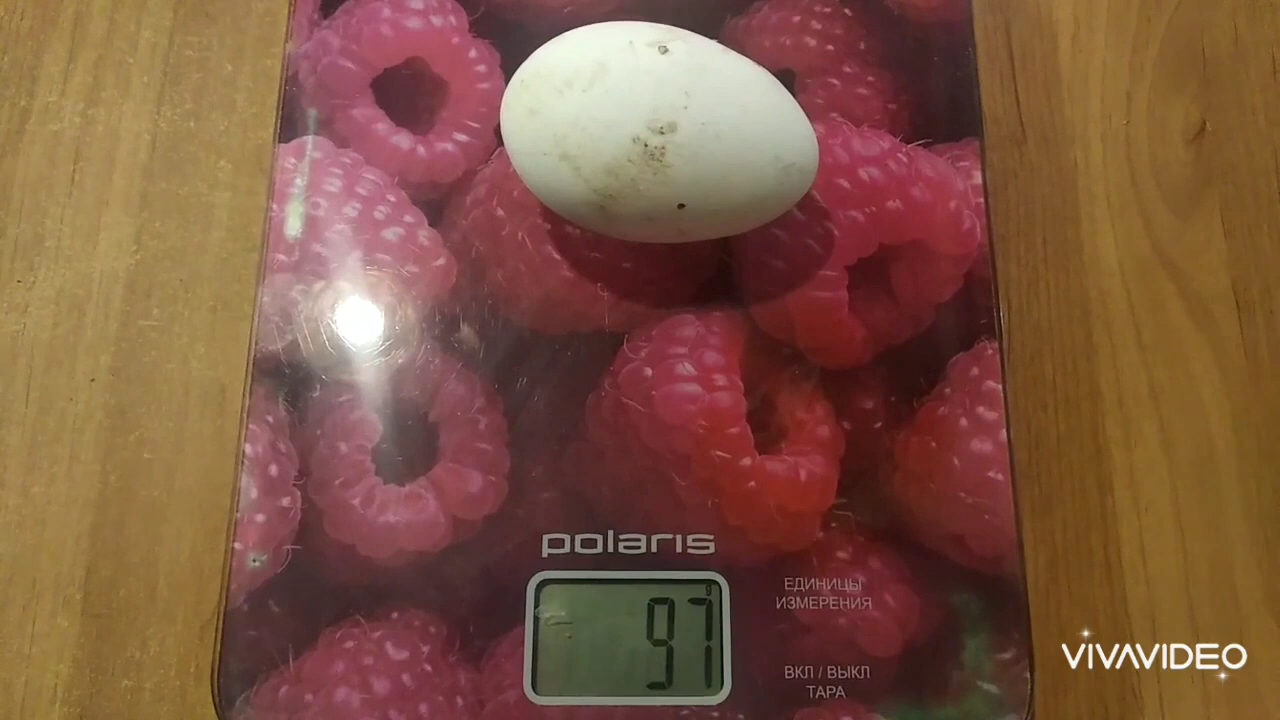 polaris
g
97
ЕДИНИЦЫ
ИЗМЕРЕНИЯ
ВКЛ / ВЫКЛ
ТАРА
VIVAVIDEO